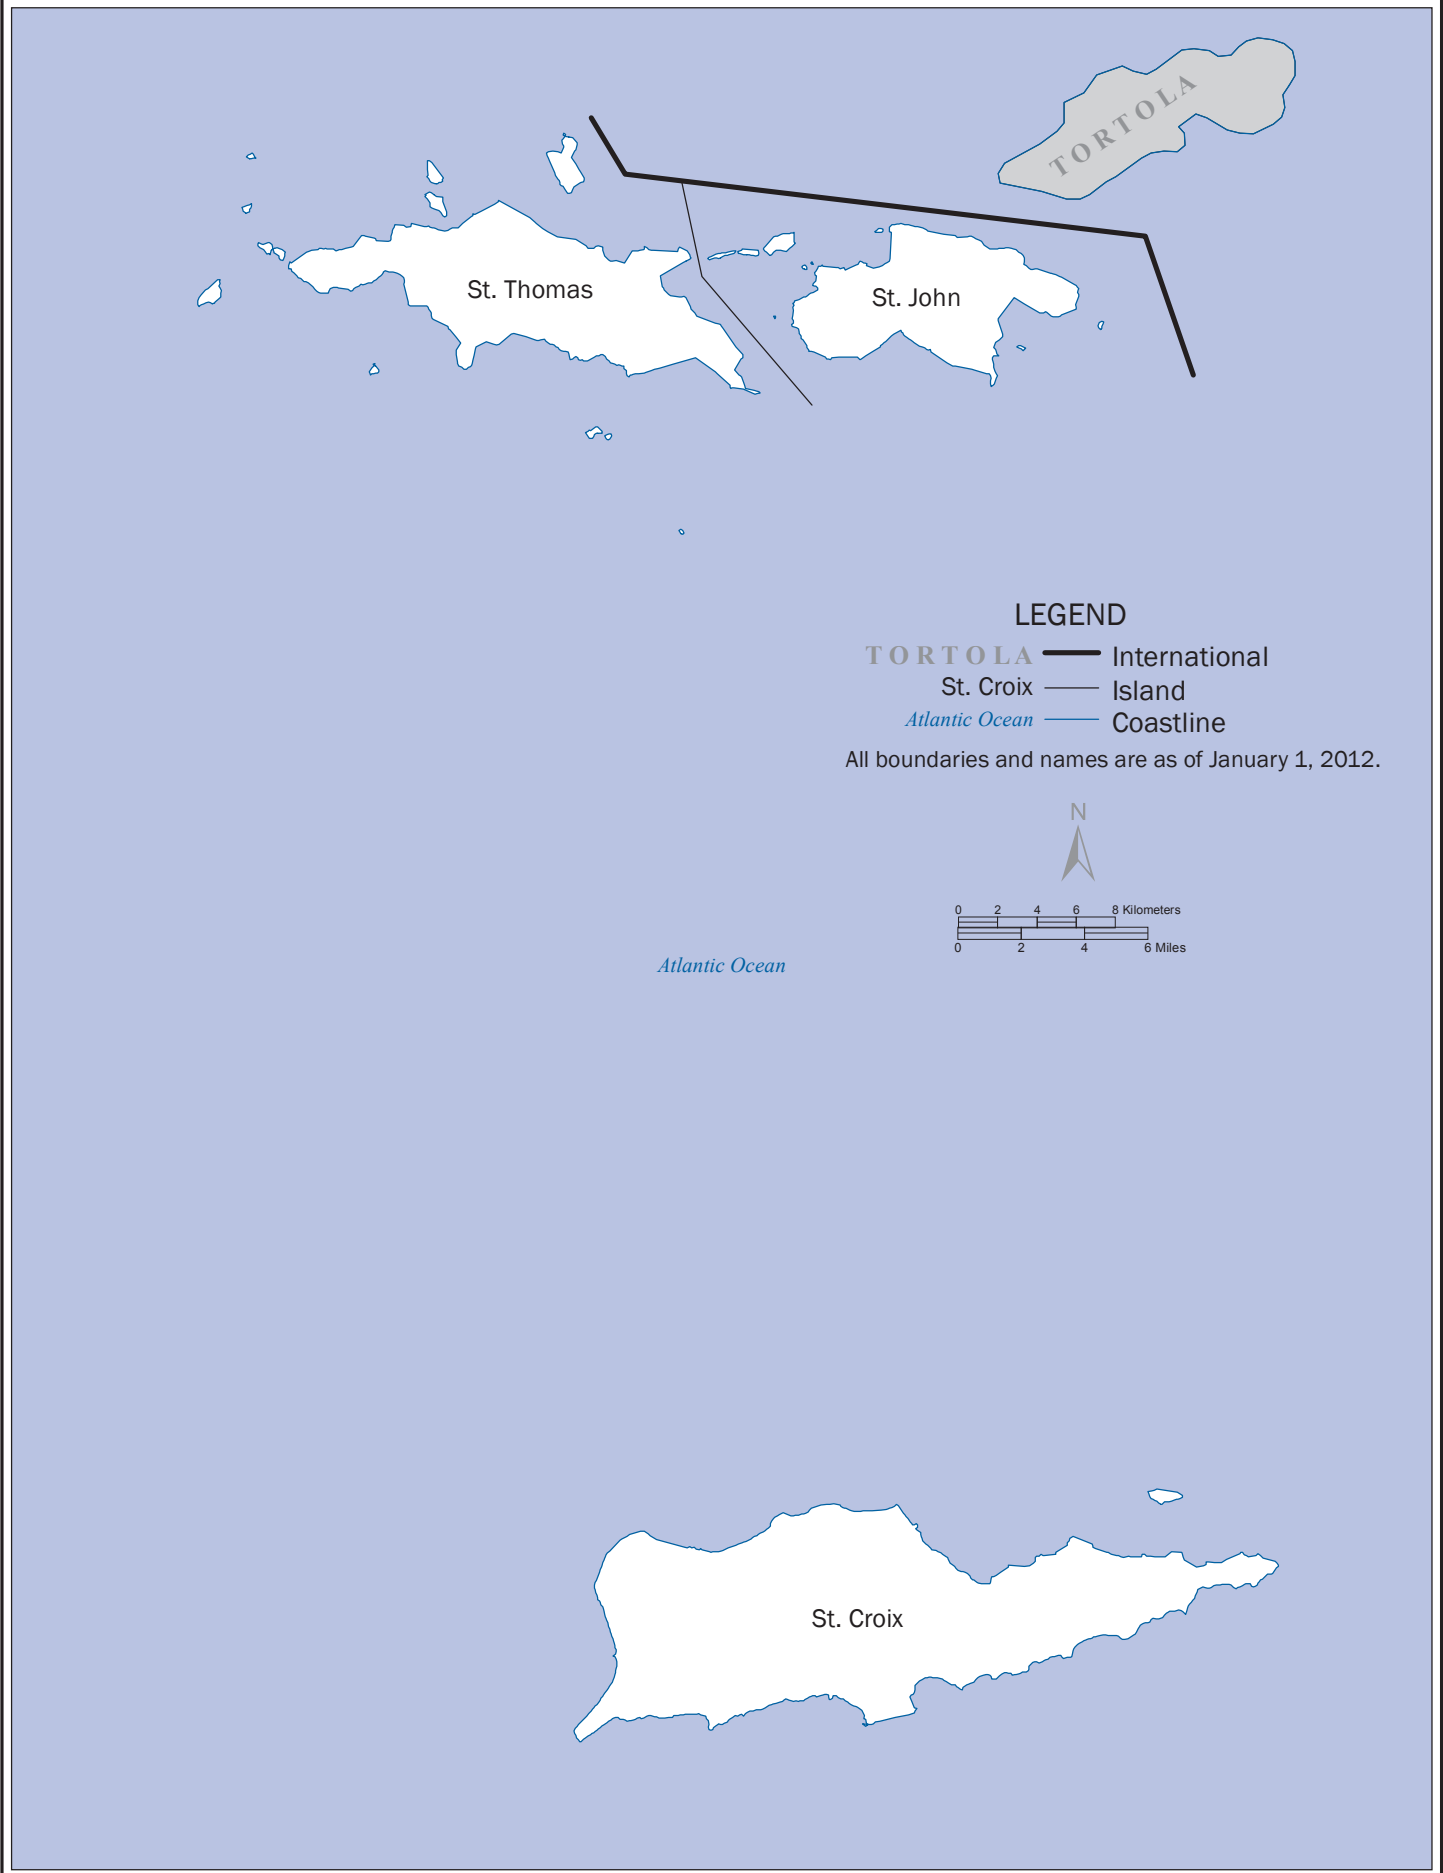 TORTOLA
St. Thomas
St. John
LEGEND
TORTOLA International
St. Croix Island
Atlantic Ocean Coastline
All boundaries and names are as of January 1, 2012.
N
0 2 4 6 8 Kilometers
0 2 4 6 Miles
Atlantic Ocean
St. Croix